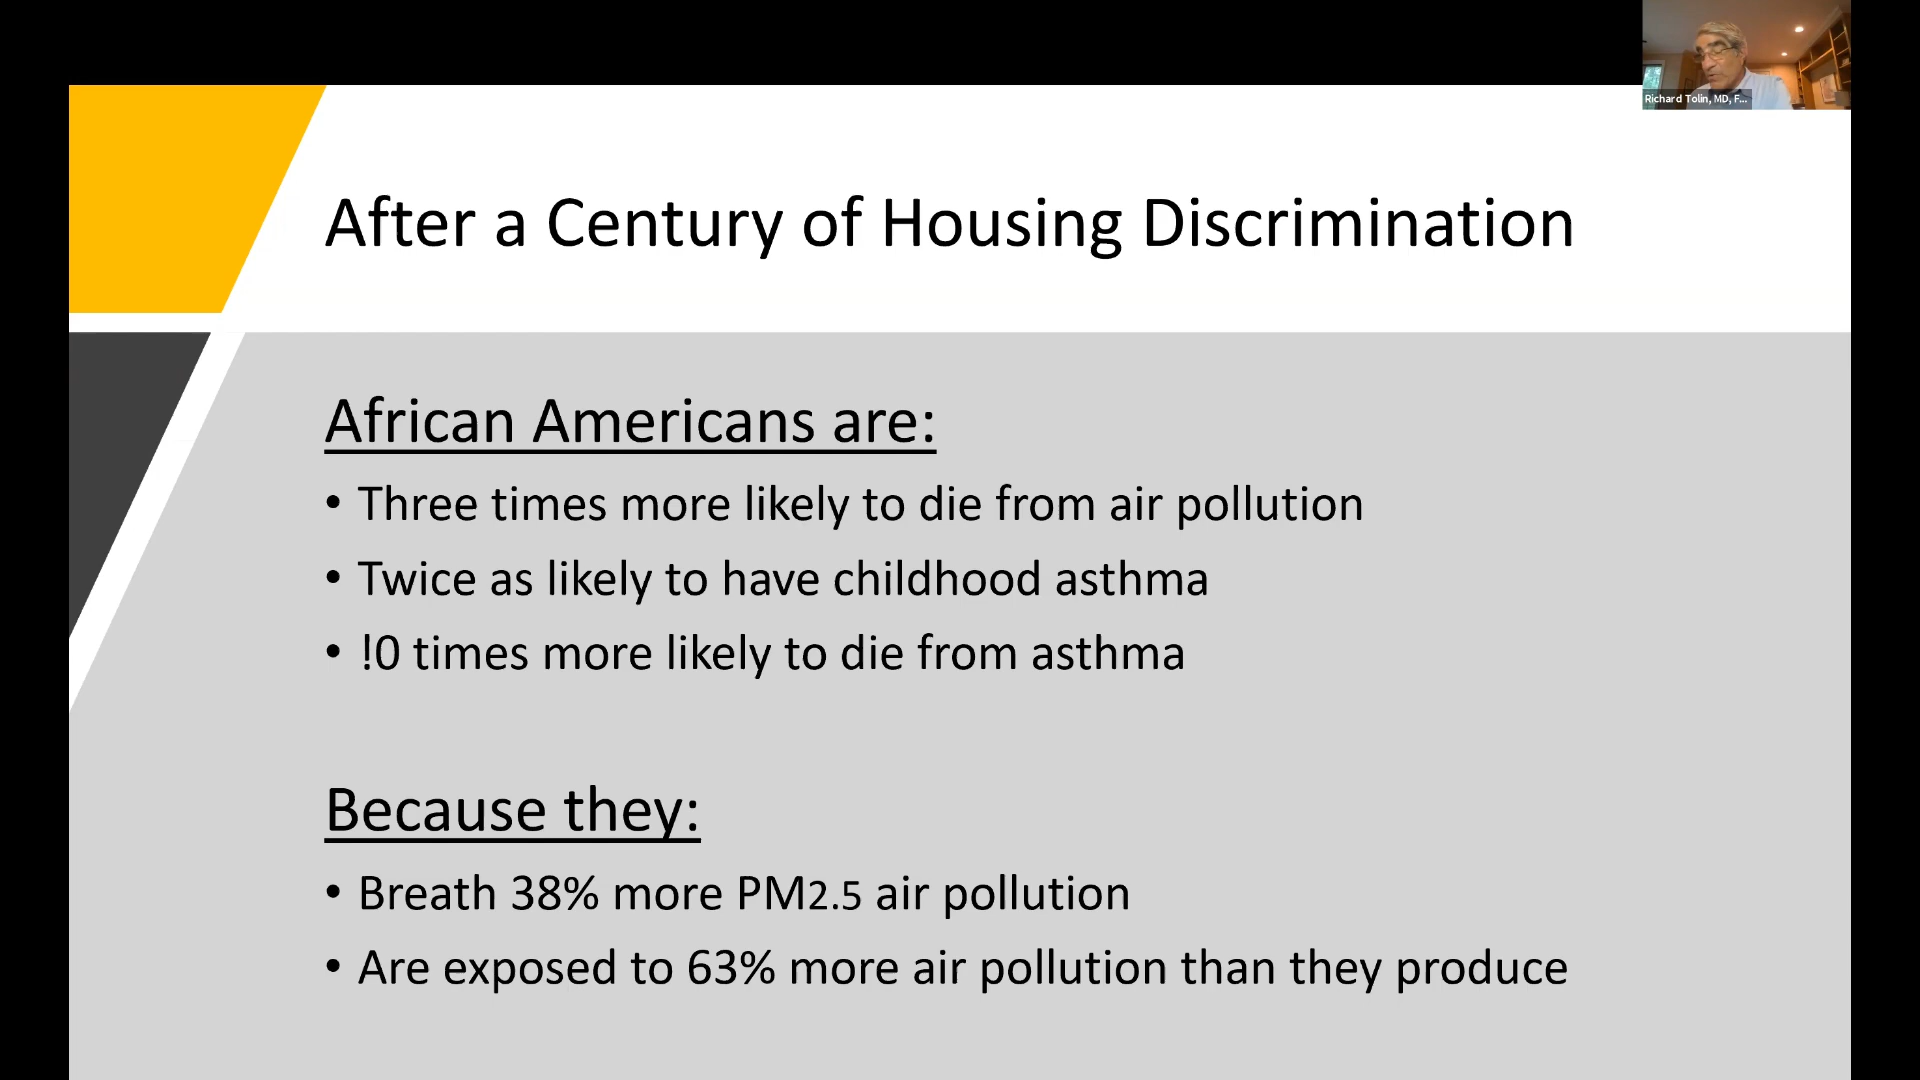 Richard Tolin, MD, F...
After a Century of Housing Discrimination
African Americans are:
• Three times more likely to die from air pollution
• Twice as likely to have childhood asthma
• !0 times more likely to die from asthma
Because they:
• Breath 38% more PM2.5 air pollution
• Are exposed to 63% more air pollution than they produce